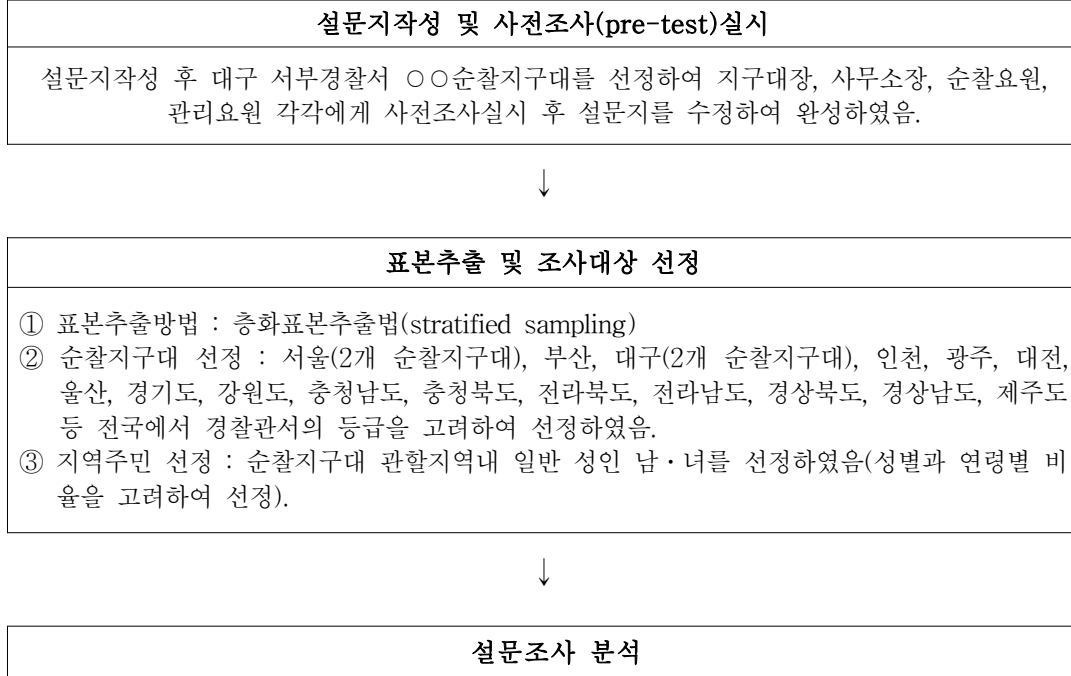 설문지작성 및 사전조사(pre-test)실시
설문지작성 후 대구 서부경찰서 ○○순찰지구대를 선정하여 지구대장, 사무소장, 순찰요원,
관리요원 각각에게 사전조사실시 후 설문지를 수정하여 완성하였음.
↓
표본추출 및 조사대상 선정
① 표본추출방법 : 층화표본추출법(stratified sampling)
② 순찰지구대 선정 : 서울(2개 순찰지구대), 부산, 대구(2개 순찰지구대), 인천, 광주, 대전,
울산, 경기도, 강원도, 충청남도, 충청북도, 전라북도, 전라남도, 경상북도, 경상남도, 제주도
등 전국에서 경찰관서의 등급을 고려하여 선정하였음.
③ 지역주민 선정 : 순찰지구대 관할지역내 일반 성인 남・녀를 선정하였음(성별과 연령별 비
율을 고려하여 선정).
↓
설문조사 분석